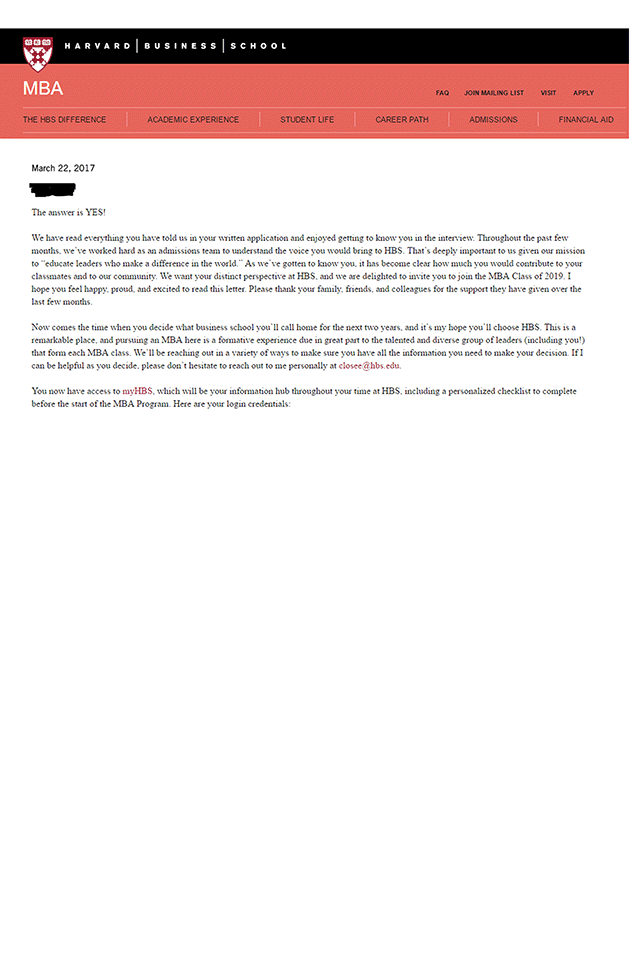 HARVARD | BUSINESS | SCHOOL
MBA
FAQ JOIN MAILING LIST VISIT APPLY
THE HBS DIFFERENCE ACADEMIC EXPERIENCE STUDENT LIFE CAREER PATH ADMISSIONS FINANCIAL AID
March 22, 2017
The answer is YES!
We have read everything you have told us in your written application and enjoyed getting to know you in the interview. Throughout the past few
months, we've worked hard as an admissions team to understand the voice you would bring to HBS. That's deeply important to us given our mission
to “educate leaders who make a difference in the world.” As we've gotten to know you, it has become clear how much you would contribute to your
classmates and to our community. We want your distinct perspective at HBS, and we are delighted to invite you to join the MBA Class of 2019. I
hope you feel happy, proud, and excited to read this letter. Please thank your family, friends, and colleagues for the support they have given over the
last few months.
Now comes the time when you decide what business school you'll call home for the next two years, and it's my hope you'll choose HBS. This is a
remarkable place, and pursuing an MBA here is a formative experience due in great part to the talented and diverse group of leaders (including you!)
that form each MBA class. We'll be reaching out in a variety of ways to make sure you have all the information you need to make your decision. If I
can be helpful as you decide, please don't hesitate to reach out to me personally at closee@hbs.edu.
You now have access to myHBS, which will be your information hub throughout your time at HBS, including a personalized checklist to complete
before the start of the MBA Program. Here are your login credentials: